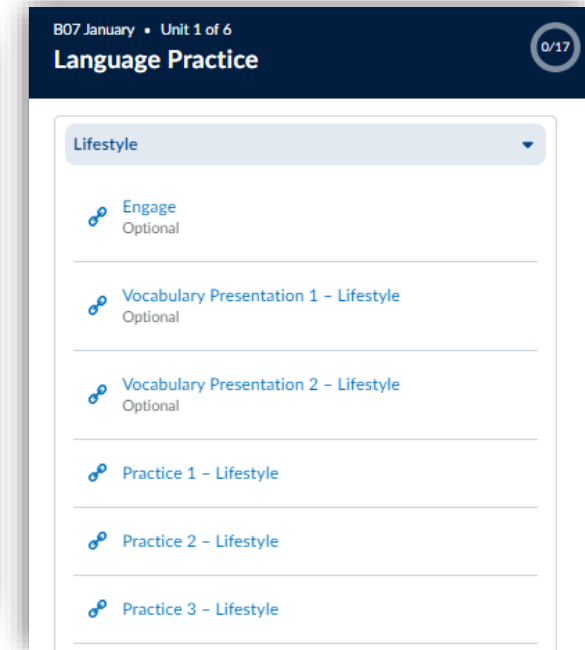 B07 January • Unit 1 of 6
Language Practice
0/17
Lifestyle
Engage
Optional
Vocabulary Presentation 1 – Lifestyle
Optional
Vocabulary Presentation 2 – Lifestyle
Optional
Practice 1 – Lifestyle
Practice 2 – Lifestyle
Practice 3 – Lifestyle